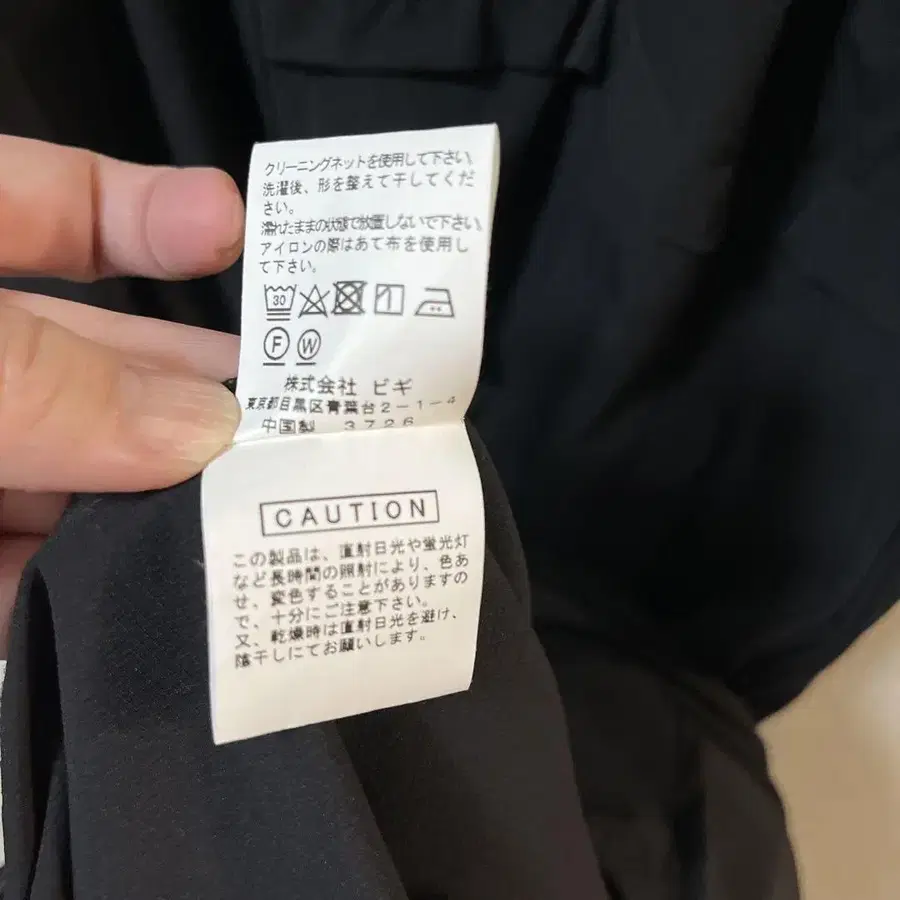 クリーニングネットを使用して下さい。
洗濯後、形を整えて干してくだ
さい。
濡れたままの状態で放置しないで下さい。
アイロンの際はあて布を使用し
て下さい。
30
F W
株式会社 ビギ
東京都目黒区青葉台2-1-4
中国製 3726
CAUTION
この製品は、直射日光や蛍光灯
など長時間の照射により、色あ
せ、変色することがありますの
で、十分にご注意下さい。
又、乾燥時は直射日光を避け、
陰干しにてお願いします。